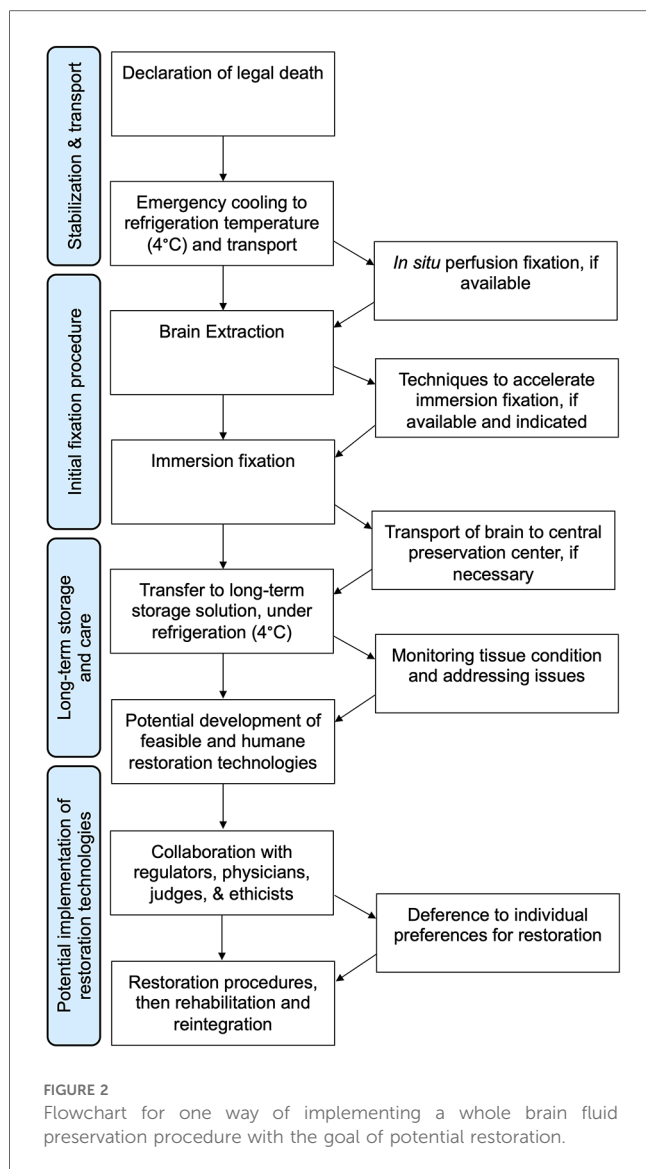 Stabilization & transport
Declaration of legal death
Emergency cooling to
refrigeration temperature
(4°C) and transport
In situ perfusion fixation, if
available
Initial fixation procedure
Brain Extraction
Techniques to accelerate
immersion fixation, if
available and indicated
Immersion fixation
Transport of brain to central
preservation center, if
necessary
Long-term storage
and care
Transfer to long-term
storage solution, under
refrigeration (4°C)
Monitoring tissue condition
and addressing issues
Potential development of
feasible and humane
restoration technologies
Potential implementation of
restoration technologies
Collaboration with
regulators, physicians,
judges, & ethicists
Deference to individual
preferences for restoration
Restoration procedures,
then rehabilitation and
reintegration
FIGURE 2
Flowchart for one way of implementing a whole brain fluid
preservation procedure with the goal of potential restoration.